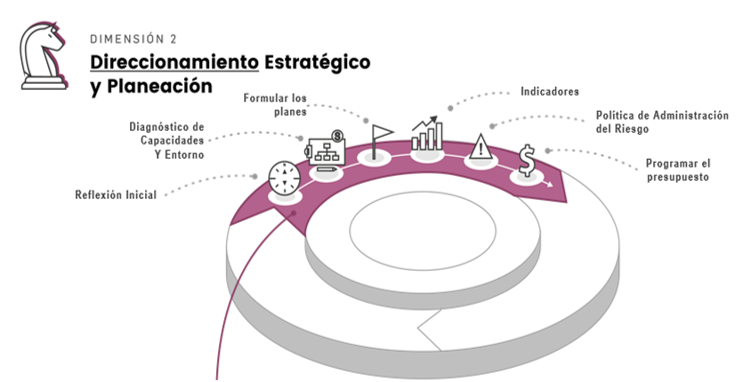 DIMENSIÓN 2
Direccionamiento Estratégico
y Planeación
Formular los
planes
Indicadores
Diagnóstico de
Capacidades
Y Entorno
Política de Administración
del Riesgo
Reflexión Inicial
Programar el
presupuesto